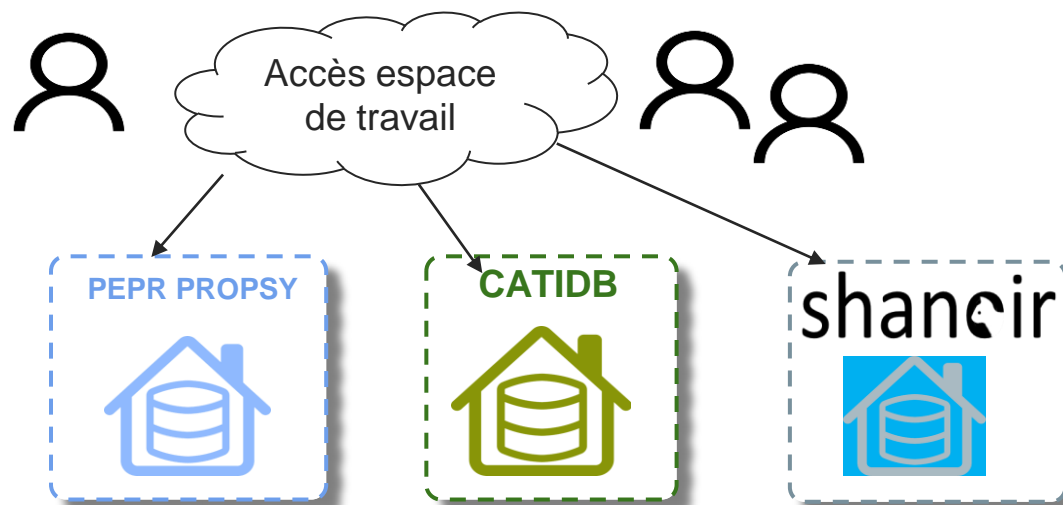 Accès espace
de travail
PEPR PROPSY
CATIDB
shanoir